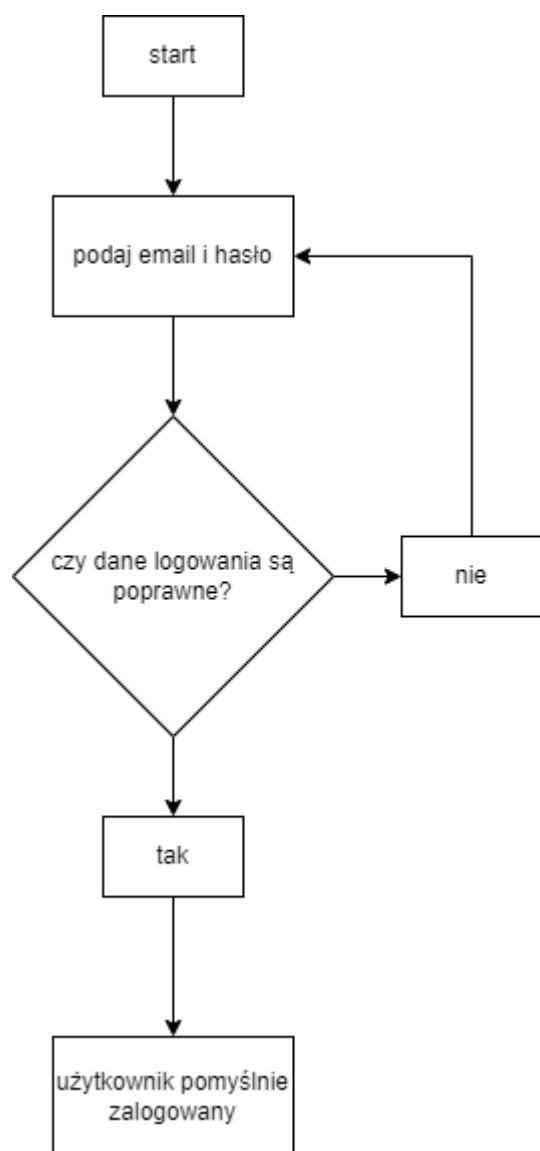 start
podaj email i hasło
czy dane logowania są
poprawne?
nie
tak
użytkownik pomyślnie
zalogowany